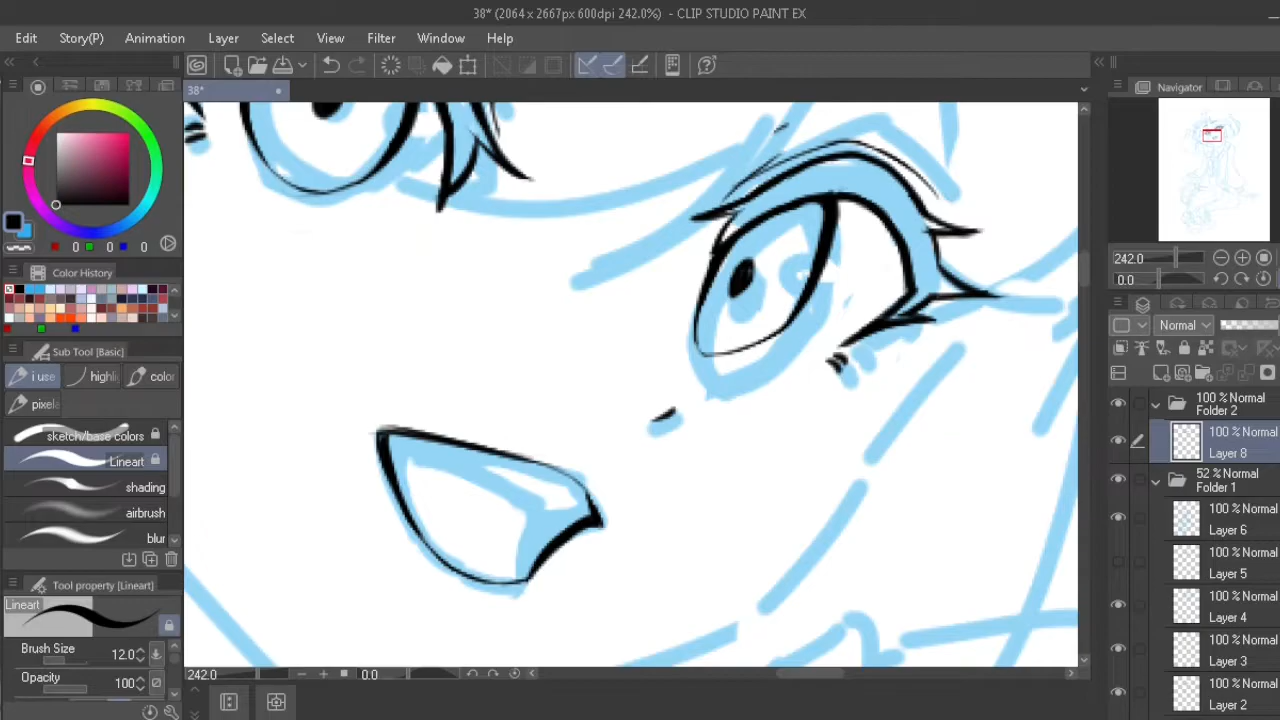 38* (2064 x 2667px 600dpi 242.0%) - CLIP STUDIO PAINT EX
Edit Story(P) Animation Layer Select View Filter Window Help
38*
Navigator
0 0 0
242.0
0.0
Color History
Sub Tool [Basic]
i use highli color
pixela
sketch/base colors
Lineart
shading
airbrush
blur
Tool property [Lineart]
Lineart
Brush Size 12.0
Opacity 100
242.0 0.0
Normal
100 % Normal
Folder 2
100 % Normal
Layer 8
52 % Normal
Folder 1
100 % Normal
Layer 6
100 % Normal
Layer 5
100 % Normal
Layer 4
100 % Normal
Layer 3
100 % Normal
Layer 2